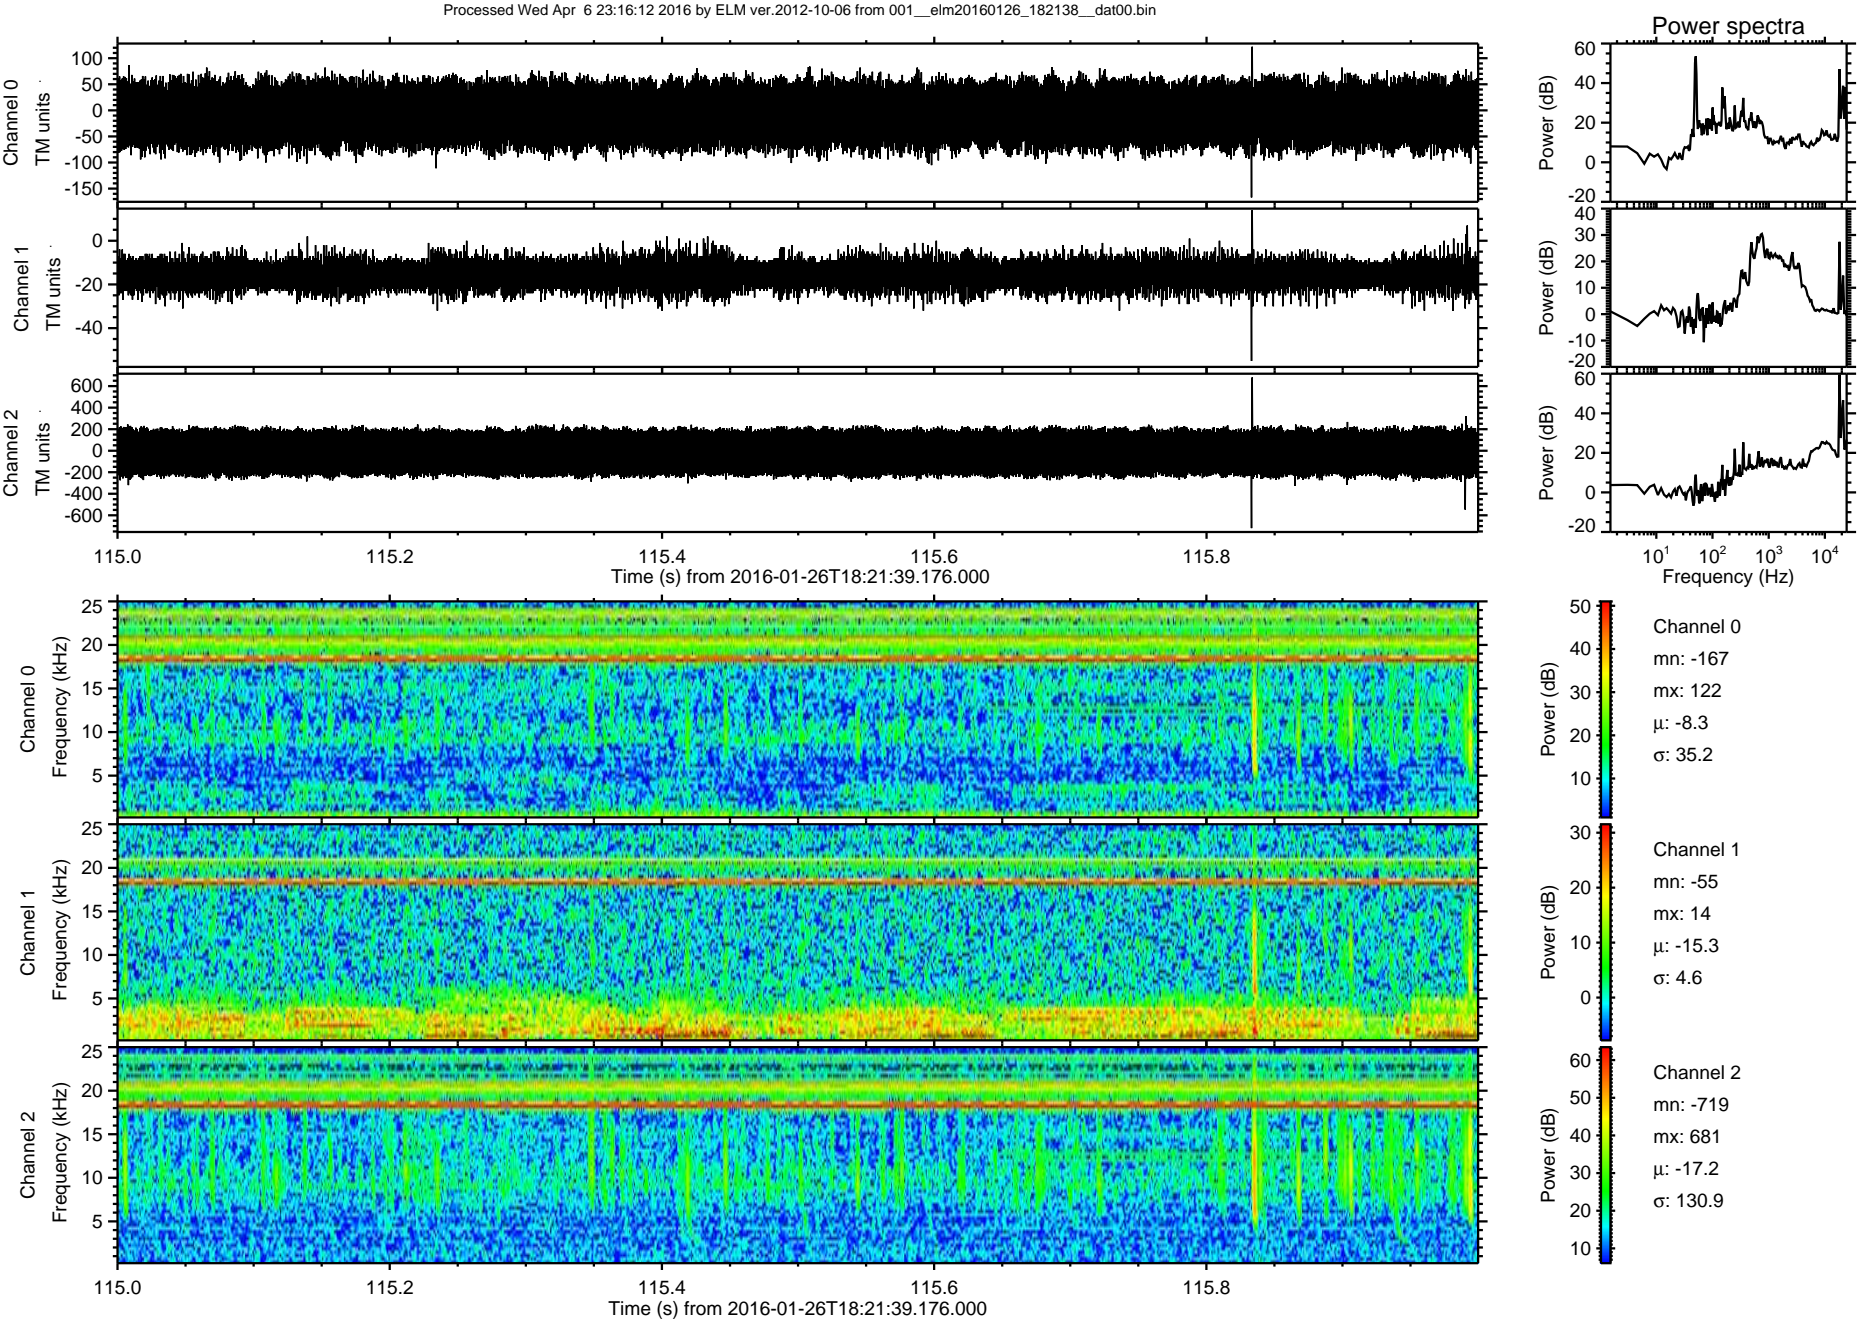 Processed Wed Apr  6 23:16:12 2016 by ELM ver.2012-10-06 from 001__elm20160126_182138__dat00.bin
Power spectra
Channel 0
TM units
100
50
0
-50
-100
-150
Power (dB)
60
40
20
0
-20
Channel 1
TM units
0
-20
-40
Power (dB)
40
30
20
10
0
-10
-20
Channel 2
TM units
600
400
200
0
-200
-400
-600
Power (dB)
60
40
20
0
-20
115.0 115.2 115.4 115.6 115.8
Time (s) from 2016-01-26T18:21:39.176.000
10¹ 10² 10³ 10⁴
Frequency (Hz)
Channel 0
Frequency (kHz)
25
20
15
10
5
Power (dB)
50
40
30
20
10
Channel 0
mn: -167
mx: 122
μ: -8.3
σ: 35.2
Channel 1
Frequency (kHz)
25
20
15
10
5
Power (dB)
30
20
10
0
Channel 1
mn: -55
mx: 14
μ: -15.3
σ: 4.6
Channel 2
Frequency (kHz)
25
20
15
10
5
Power (dB)
60
50
40
30
20
10
Channel 2
mn: -719
mx: 681
μ: -17.2
σ: 130.9
115.0 115.2 115.4 115.6 115.8
Time (s) from 2016-01-26T18:21:39.176.000